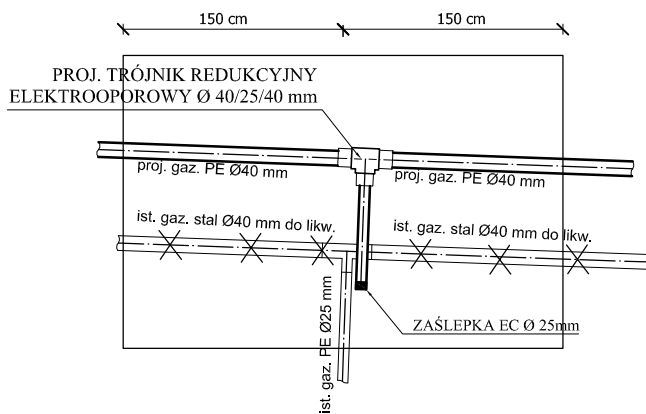 150 cm
150 cm
PROJ. TRÓJNIK REDUKCYJNY
ELEKTROOPOROWY Ø 40/25/40 mm
proj. gaz. PE Ø40 mm
proj. gaz. PE Ø40 mm
ist. gaz. stal Ø40 mm do likw.
ist. gaz. stal Ø40 mm do likw.
ist. gaz. PE Ø25 mm
ZAŚLEPKA EC Ø 25mm